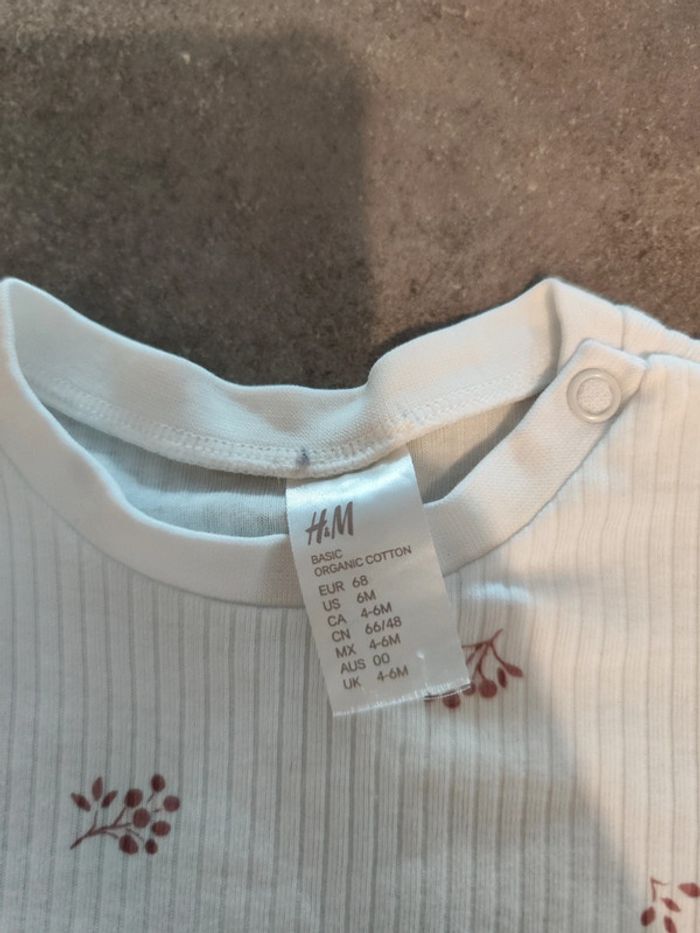 H&M
BASIC
ORGANIC COTTON
EUR 68
US 6M
CA 4-6M
CN 66/48
MX 4-6M
AUS 00
UK 4-6M